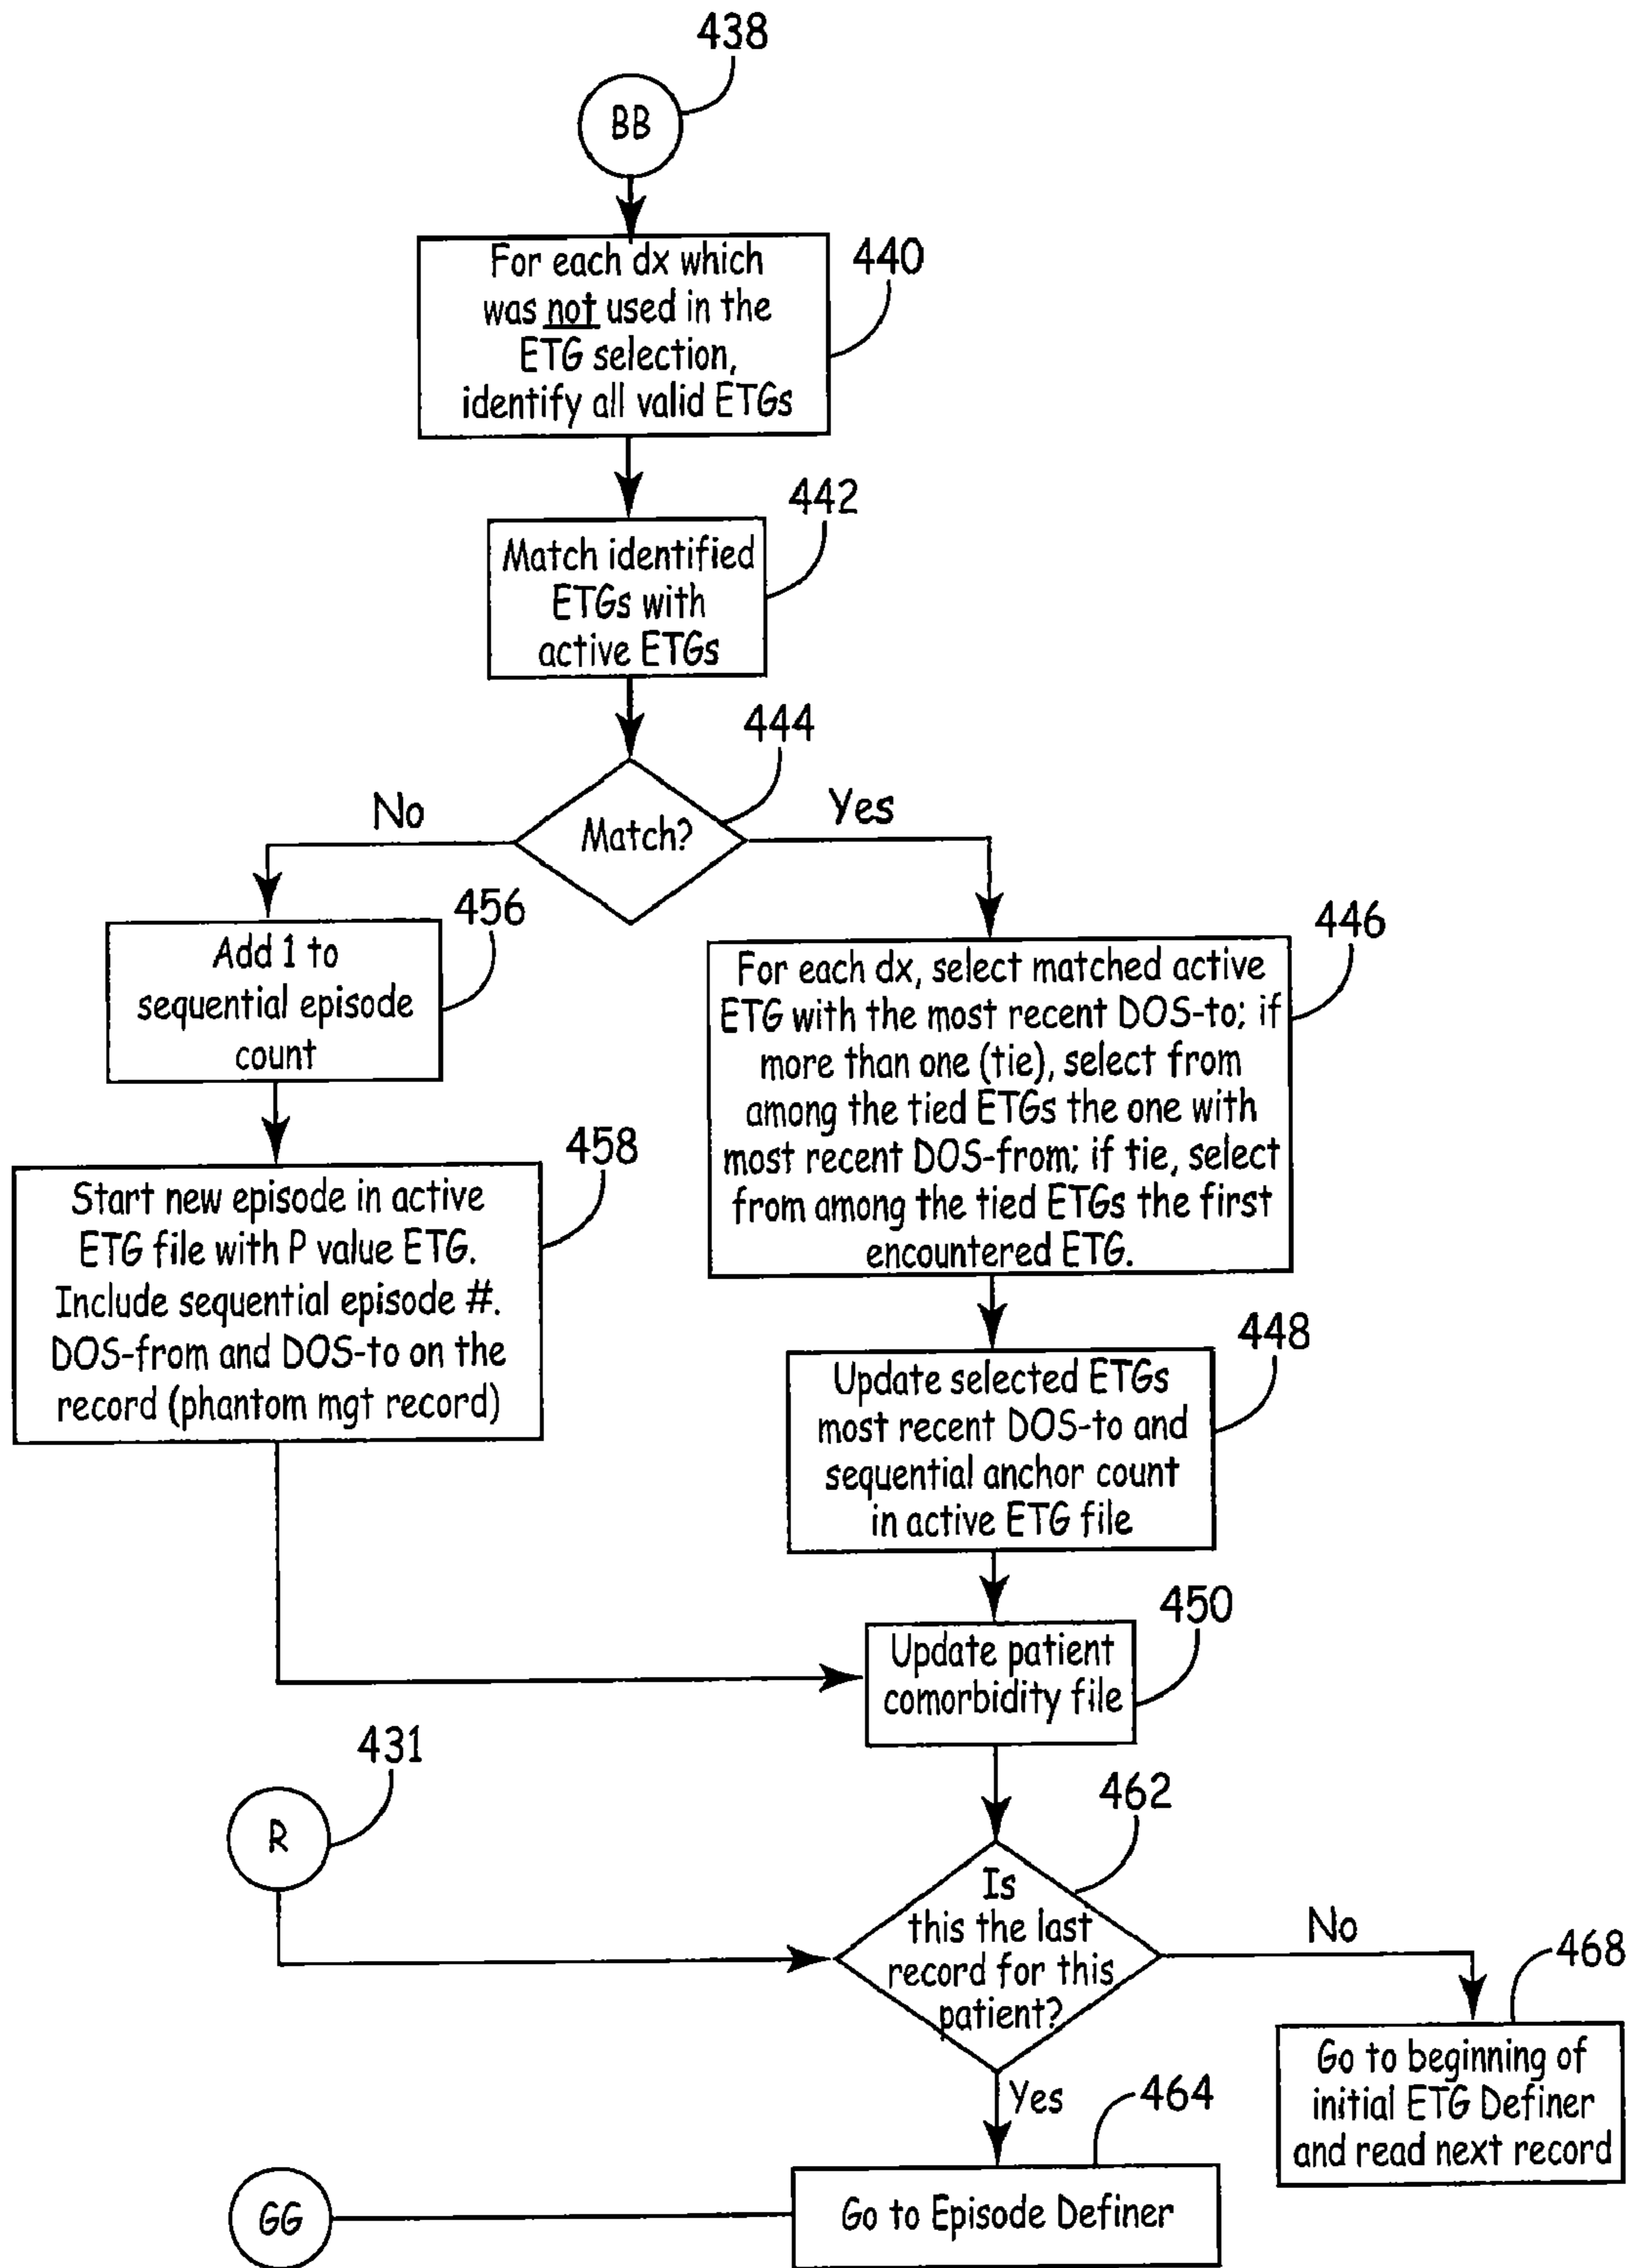 438
BB
For each dx which
was not used in the
ETG selection,
identify all valid ETGs
440
Match identified
ETGs with
active ETGs
442
444
Match?
No
Yes
456
Add 1 to
sequential episode
count
446
For each dx, select matched active
ETG with the most recent DOS-to; if
more than one (tie), select from
among the tied ETGs the one with
most recent DOS-from; if tie, select
from among the tied ETGs the first
encountered ETG.
458
Start new episode in active
ETG file with P value ETG.
Include sequential episode #.
DOS-from and DOS-to on the
record (phantom mgt record)
448
Update selected ETGs
most recent DOS-to and
sequential anchor count
in active ETG file
450
Update patient
comorbidity file
431
R
462
Is
this the last
record for this
patient?
No
468
Go to beginning of
initial ETG Definer
and read next record
Yes
464
GG
Go to Episode Definer